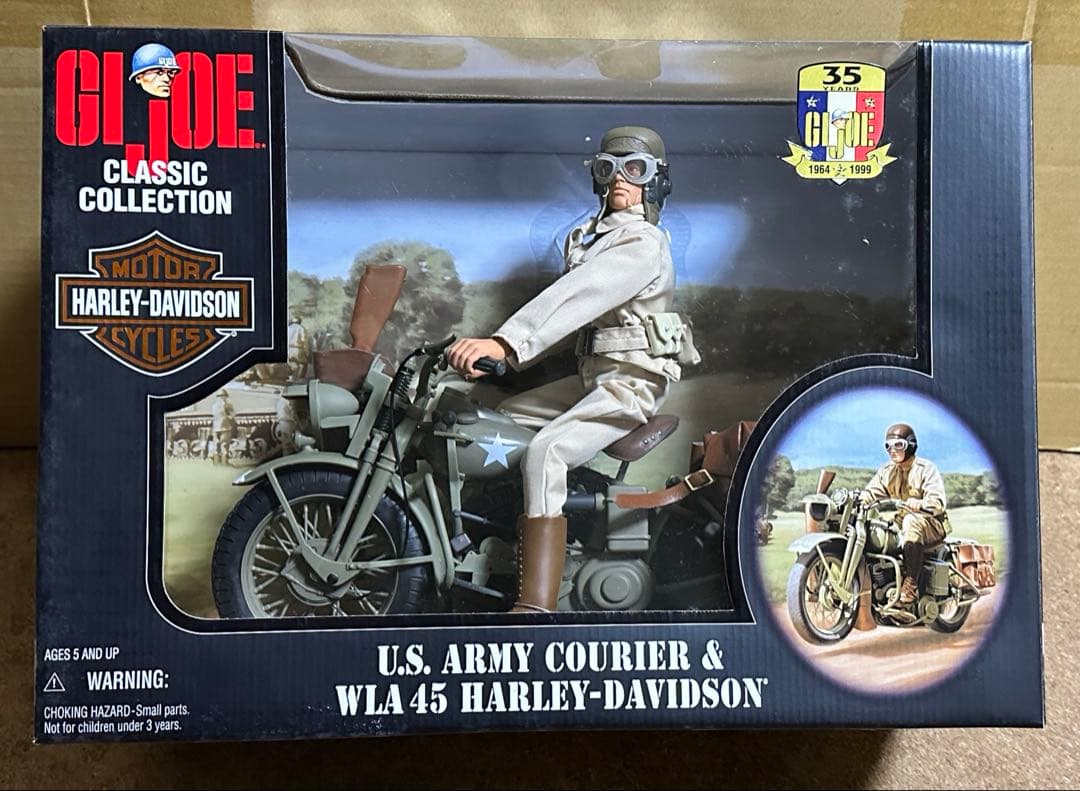 GI JOE
CLASSIC
COLLECTION
MOTOR
HARLEY-DAVIDSON
CYCLES
35
YEARS
GI JOE
1964 1999
AGES 5 AND UP
WARNING:
CHOKING HAZARD-Small parts.
Not for children under 3 years.
U.S. ARMY COURIER &
WLA 45 HARLEY-DAVIDSON®